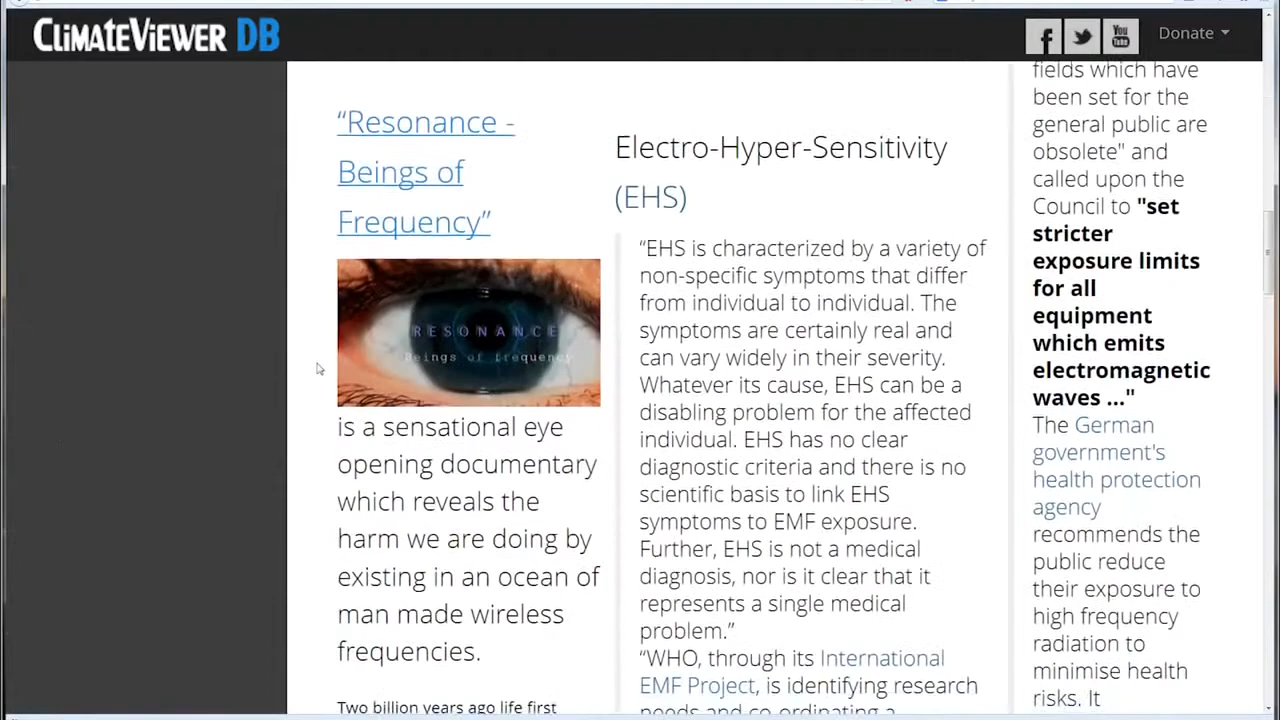 CLIMATEVIEWER DB
f
You Tube
Donate
“Resonance -
Beings of
Frequency”
RESONANCE
Beings of frequency
is a sensational eye
opening documentary
which reveals the
harm we are doing by
existing in an ocean of
man made wireless
frequencies.
Two billion years ago life first
Electro-Hyper-Sensitivity
(EHS)
“EHS is characterized by a variety of
non-specific symptoms that differ
from individual to individual. The
symptoms are certainly real and
can vary widely in their severity.
Whatever its cause, EHS can be a
disabling problem for the affected
individual. EHS has no clear
diagnostic criteria and there is no
scientific basis to link EHS
symptoms to EMF exposure.
Further, EHS is not a medical
diagnosis, nor is it clear that it
represents a single medical
problem.”
“WHO, through its International
EMF Project, is identifying research
needs and co-ordinating a
fields which have
been set for the
general public are
obsolete" and
called upon the
Council to "set
stricter
exposure limits
for all
equipment
which emits
electromagnetic
waves ..."
The German
government's
health protection
agency
recommends the
public reduce
their exposure to
high frequency
radiation to
minimise health
risks. It